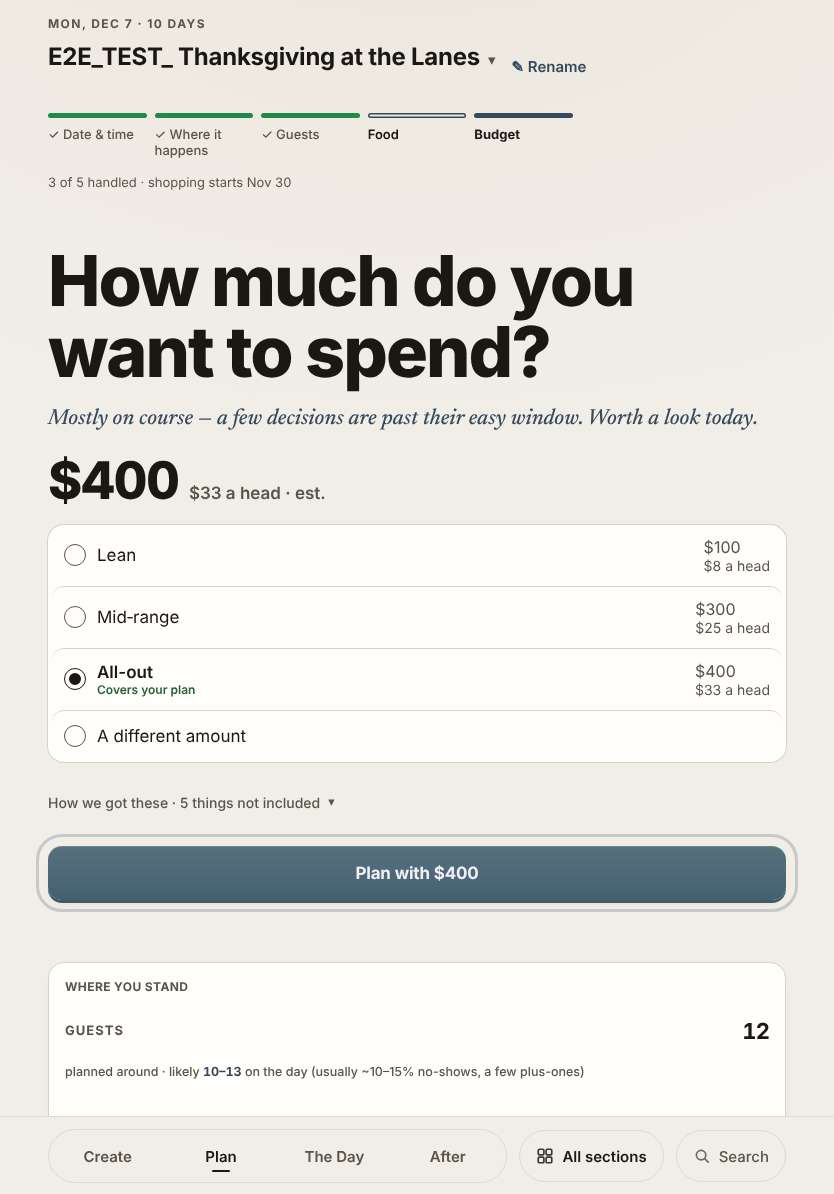 MON, DEC 7 · 10 DAYS
E2E_TEST_ Thanksgiving at the Lanes ▾ ✎ Rename
✓ Date & time
✓ Where it happens
✓ Guests
Food
Budget
3 of 5 handled · shopping starts Nov 30
How much do you
want to spend?
Mostly on course — a few decisions are past their easy window. Worth a look today.
$400 $33 a head · est.
Lean $100
$8 a head
Mid-range $300
$25 a head
All-out $400
Covers your plan $33 a head
A different amount
How we got these · 5 things not included ▾
Plan with $400
WHERE YOU STAND
GUESTS 12
planned around · likely 10–13 on the day (usually ~10–15% no-shows, a few plus-ones)
Create Plan The Day After All sections Search